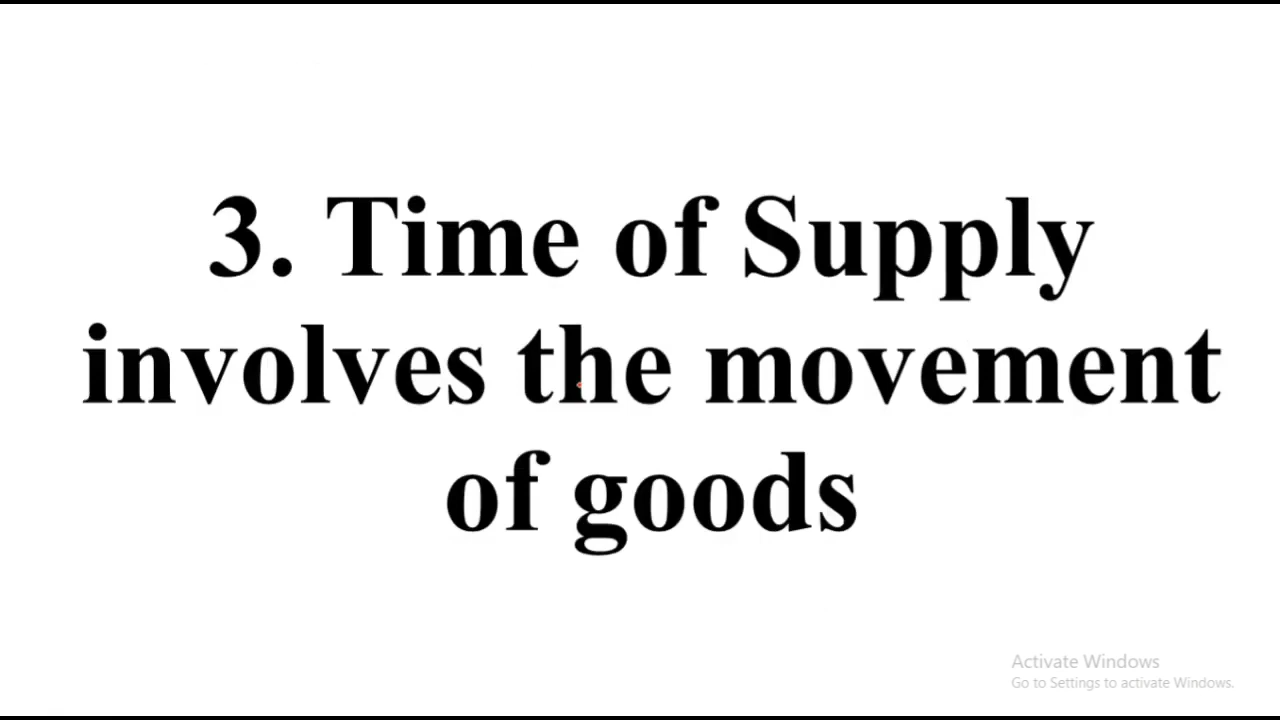 3. Time of Supply
involves the movement
of goods
Activate Windows
Go to Settings to activate Windows.